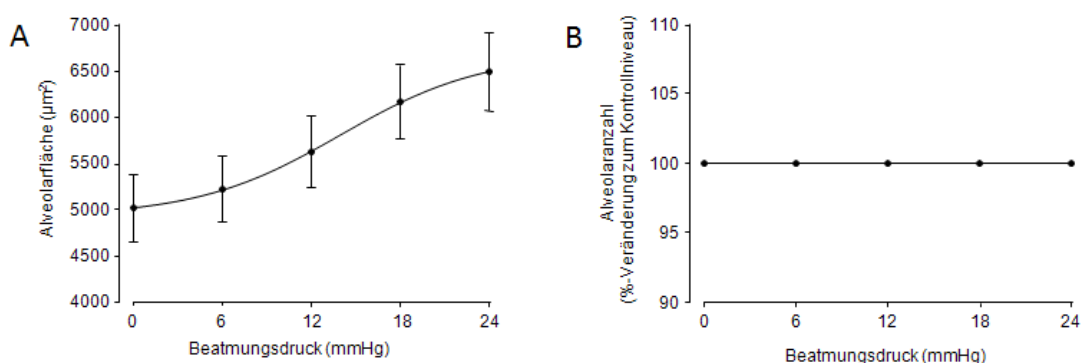 A
Alveolarfläche (µm²)
7000
6500
6000
5500
5000
4500
4000
0 6 12 18 24
Beatmungsdruck (mmHg)
B
Alveolaranzahl
(%-Veränderung zum Kontrollniveau)
110
105
100
95
90
0 6 12 18 24
Beatmungsdruck (mmHg)